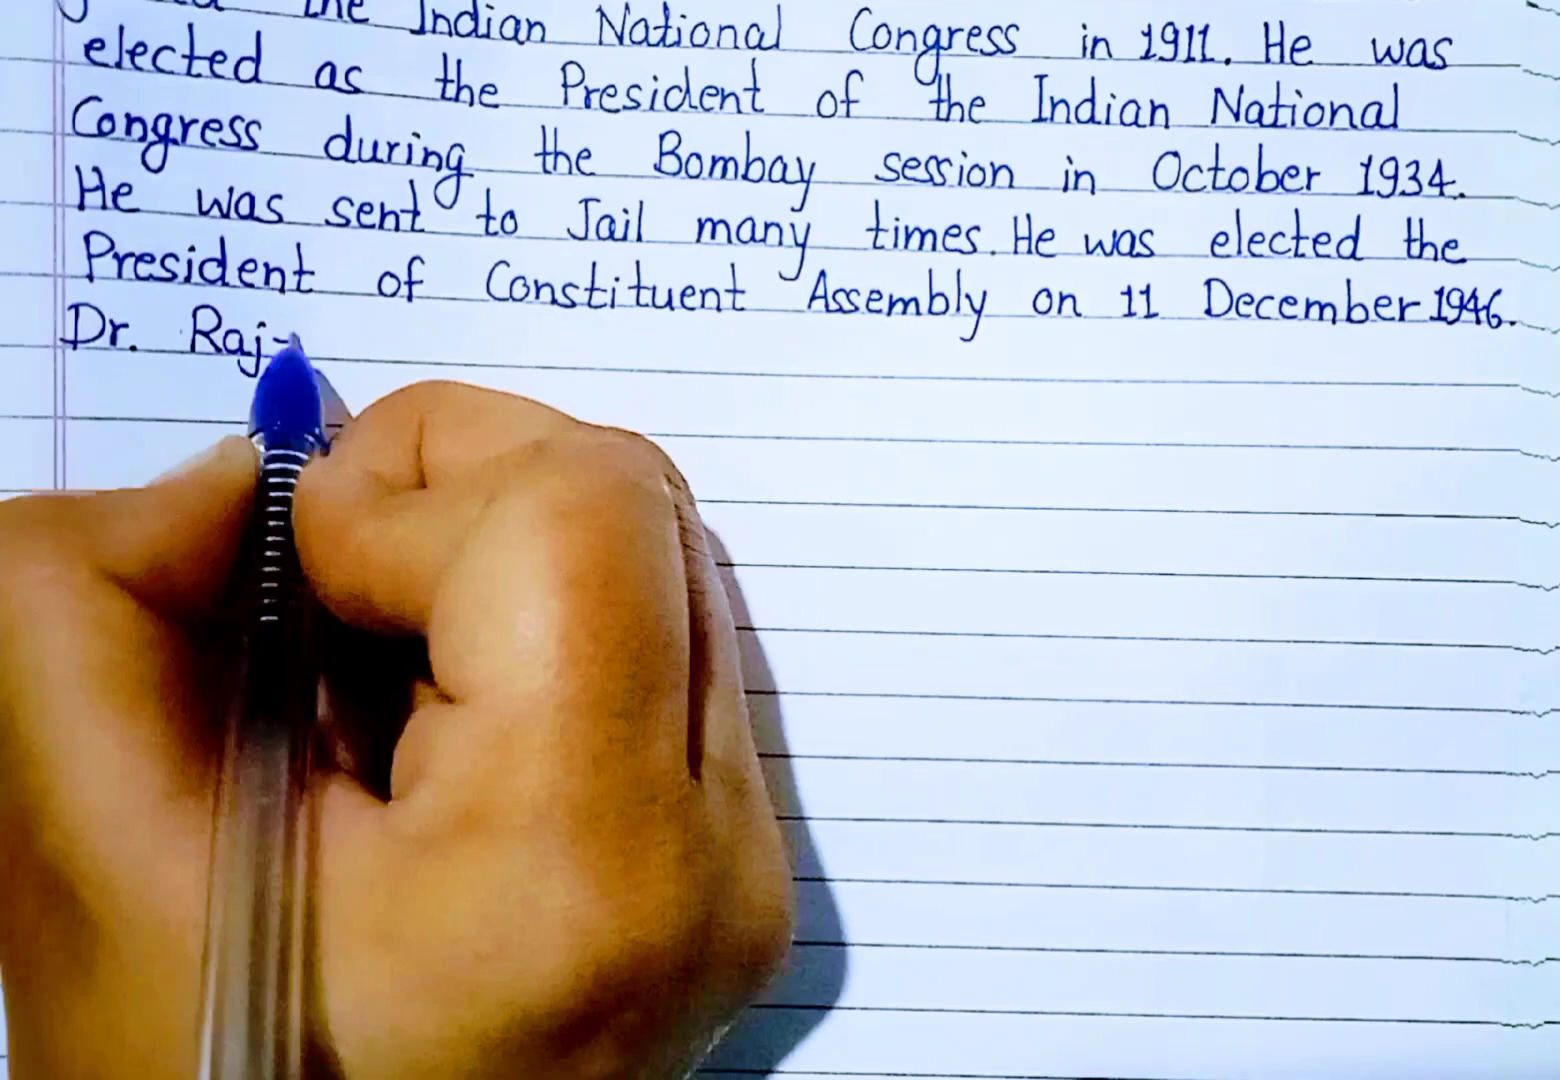 the Indian National Congress in 1911. He was
elected as the President of the Indian National
Congress during the Bombay session in October 1934.
He was sent to Jail many times. He was elected the
President of Constituent Assembly on 11 December 1946.
Dr. Raj